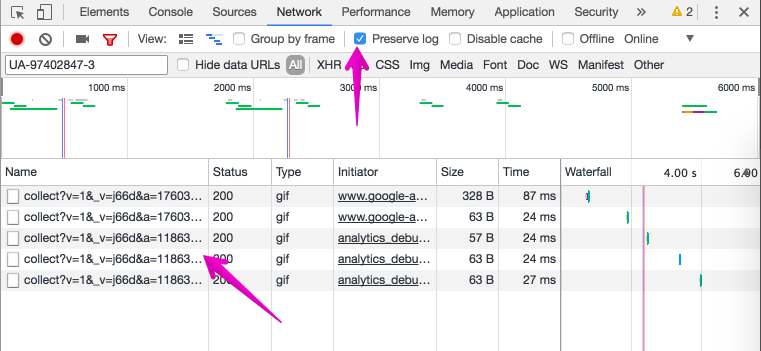 Elements Console Sources Network Performance Memory Application Security » 2
View: Group by frame Preserve log Disable cache Offline Online
UA-97402847-3 Hide data URLs All XHR CSS Img Media Font Doc WS Manifest Other
1000 ms 2000 ms 3000 ms 4000 ms 5000 ms 6000 ms
Name Status Type Initiator Size Time Waterfall 4.00 s 6.00
collect?v=1&_v=j66d&a=17603... 200 gif www.google-a... 328 B 87 ms
collect?v=1&_v=j66d&a=17603... 200 gif www.google-a... 63 B 24 ms
collect?v=1&_v=j66d&a=11863... 200 gif analytics_debu... 57 B 24 ms
collect?v=1&_v=j66d&a=11863... 200 gif analytics_debu... 63 B 24 ms
collect?v=1&_v=j66d&a=11863... 200 gif analytics_debu... 63 B 27 ms